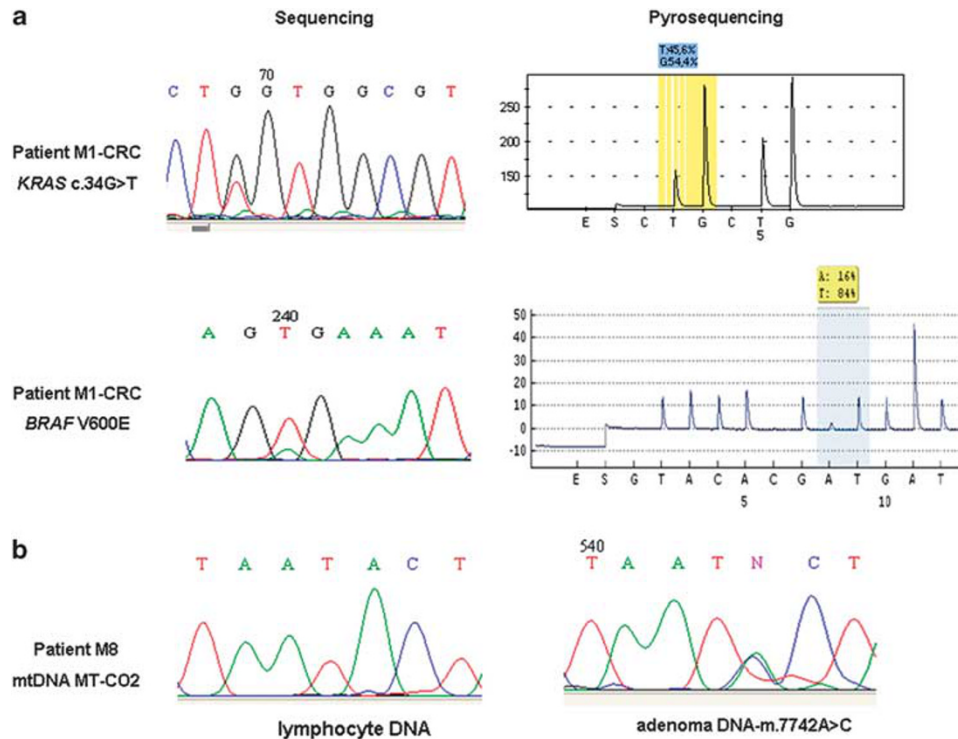 a
Sequencing
Pyrosequencing
70
C T G G T G G C G T
Patient M1-CRC
KRAS c.34G>T
T:45,6%
G:54,4%
250
200
150
E S C T G C T G
5
240
A G T G A A A T
Patient M1-CRC
BRAF V600E
A: 16%
T: 84%
50
40
30
20
10
0
-10
E S G T A C A C G A T G A T
5 10
b
T A A T A C T
540
T A A T N C T
Patient M8
mtDNA MT-CO2
lymphocyte DNA
adenoma DNA-m.7742A>C